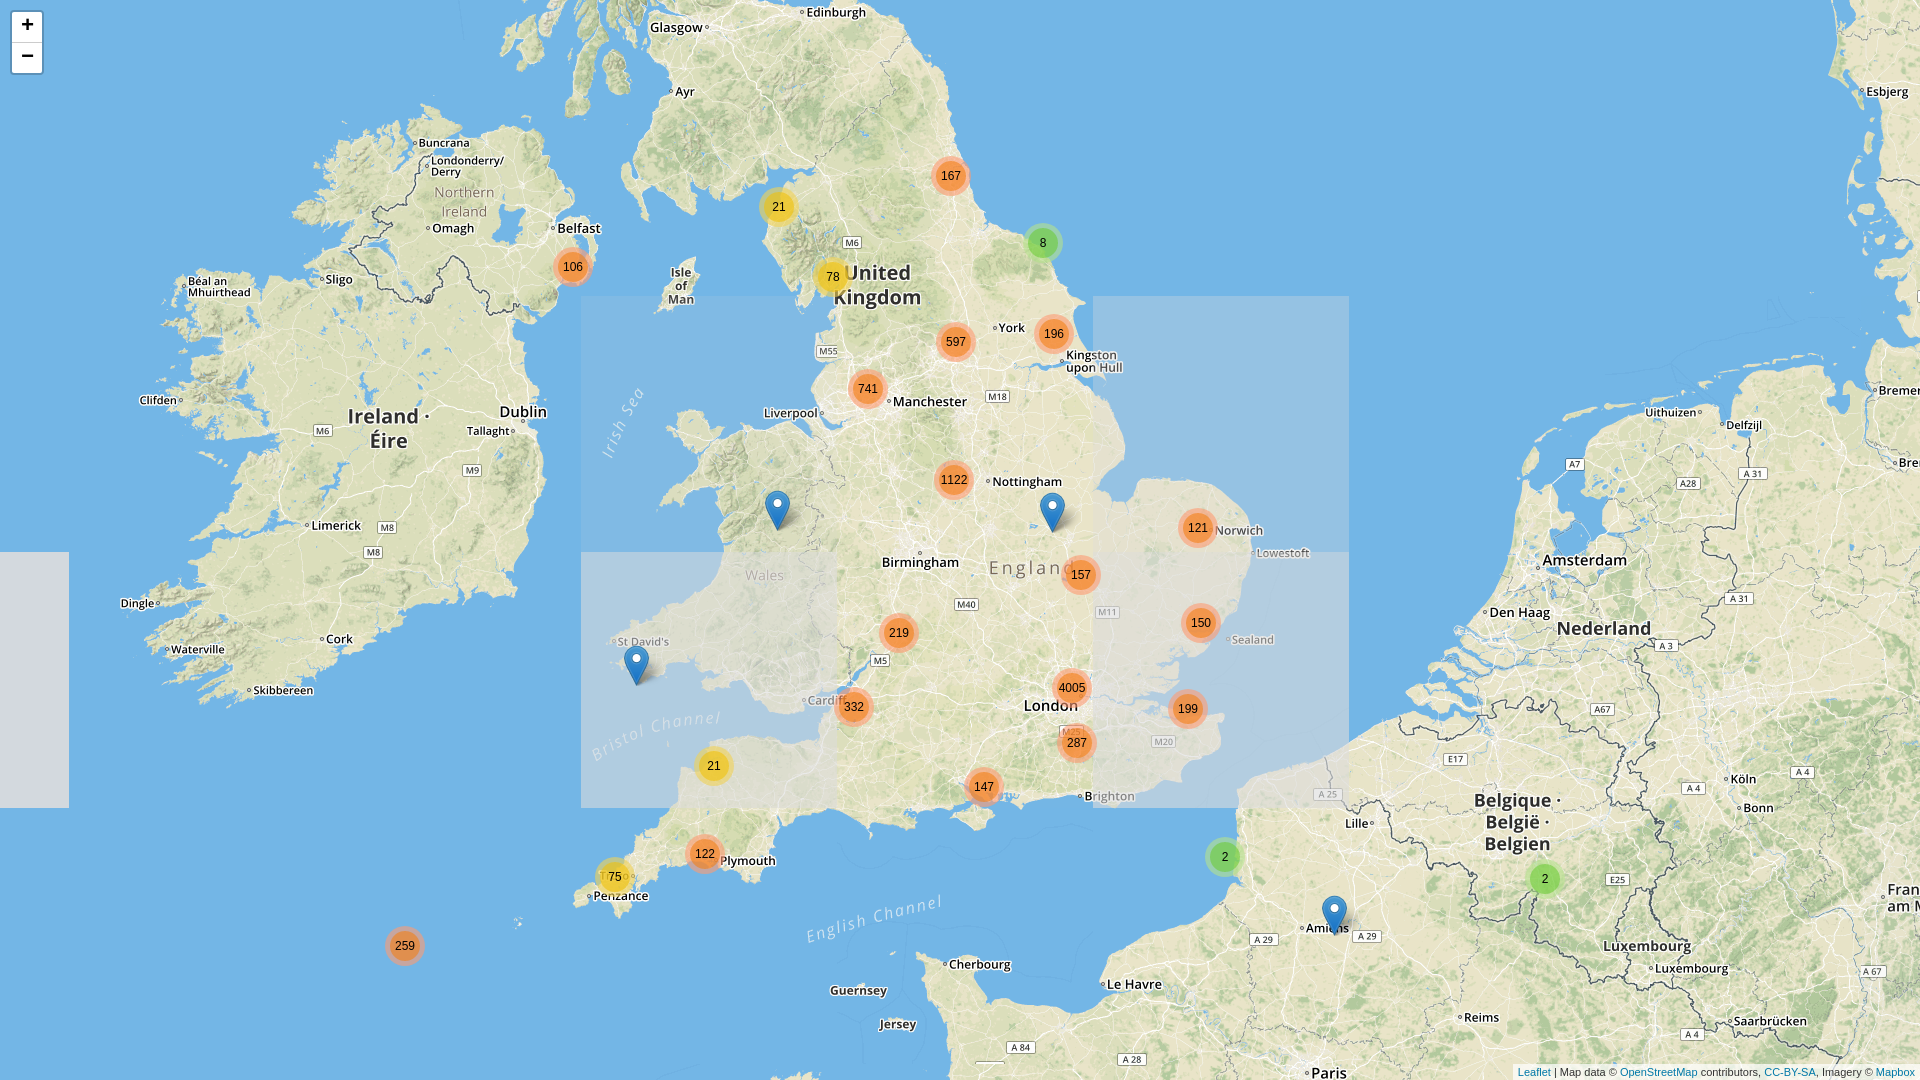 +
−
Glasgow
Edinburgh
Ayr
Esbjerg
Buncrana
Londonderry/
Derry
Northern
Ireland
Omagh
Belfast
106
167
21
8
M6
78
United
Kingdom
Isle
of
Man
Sligo
Béal an
Mhuirthead
York
196
597
M55
Kingston
upon Hull
741
Manchester
M18
Liverpool
Irish Sea
Clifden
Ireland ·
Éire
Dublin
Tallaght
M6
M9
Uithuizen
Delfzijl
Bremer
A7
A 31
A28
Bre
1122
Nottingham
121
Norwich
Lowestoft
Limerick
M8
M8
Birmingham
England
157
Wales
Amsterdam
Dingle
M40
M11
A 31
Den Haag
Nederland
150
Sealand
219
St David's
Cork
Waterville
M5
A 3
Skibbereen
4005
London
Cardiff
332
199
A67
Bristol Channel
M25
287
M20
E17
21
147
Brighton
A 25
Köln
A 4
A 4
Bonn
Belgique ·
België ·
Belgien
Lille
122
Plymouth
2
75
Penzance
2
E25
Fran
am M
English Channel
Amiens
A 29
A 29
259
Luxembourg
Luxembourg
A 67
Cherbourg
Le Havre
Guernsey
Jersey
Reims
Saarbrücken
A 4
A 84
A 28
Paris
Leaflet | Map data © OpenStreetMap contributors, CC-BY-SA, Imagery © Mapbox